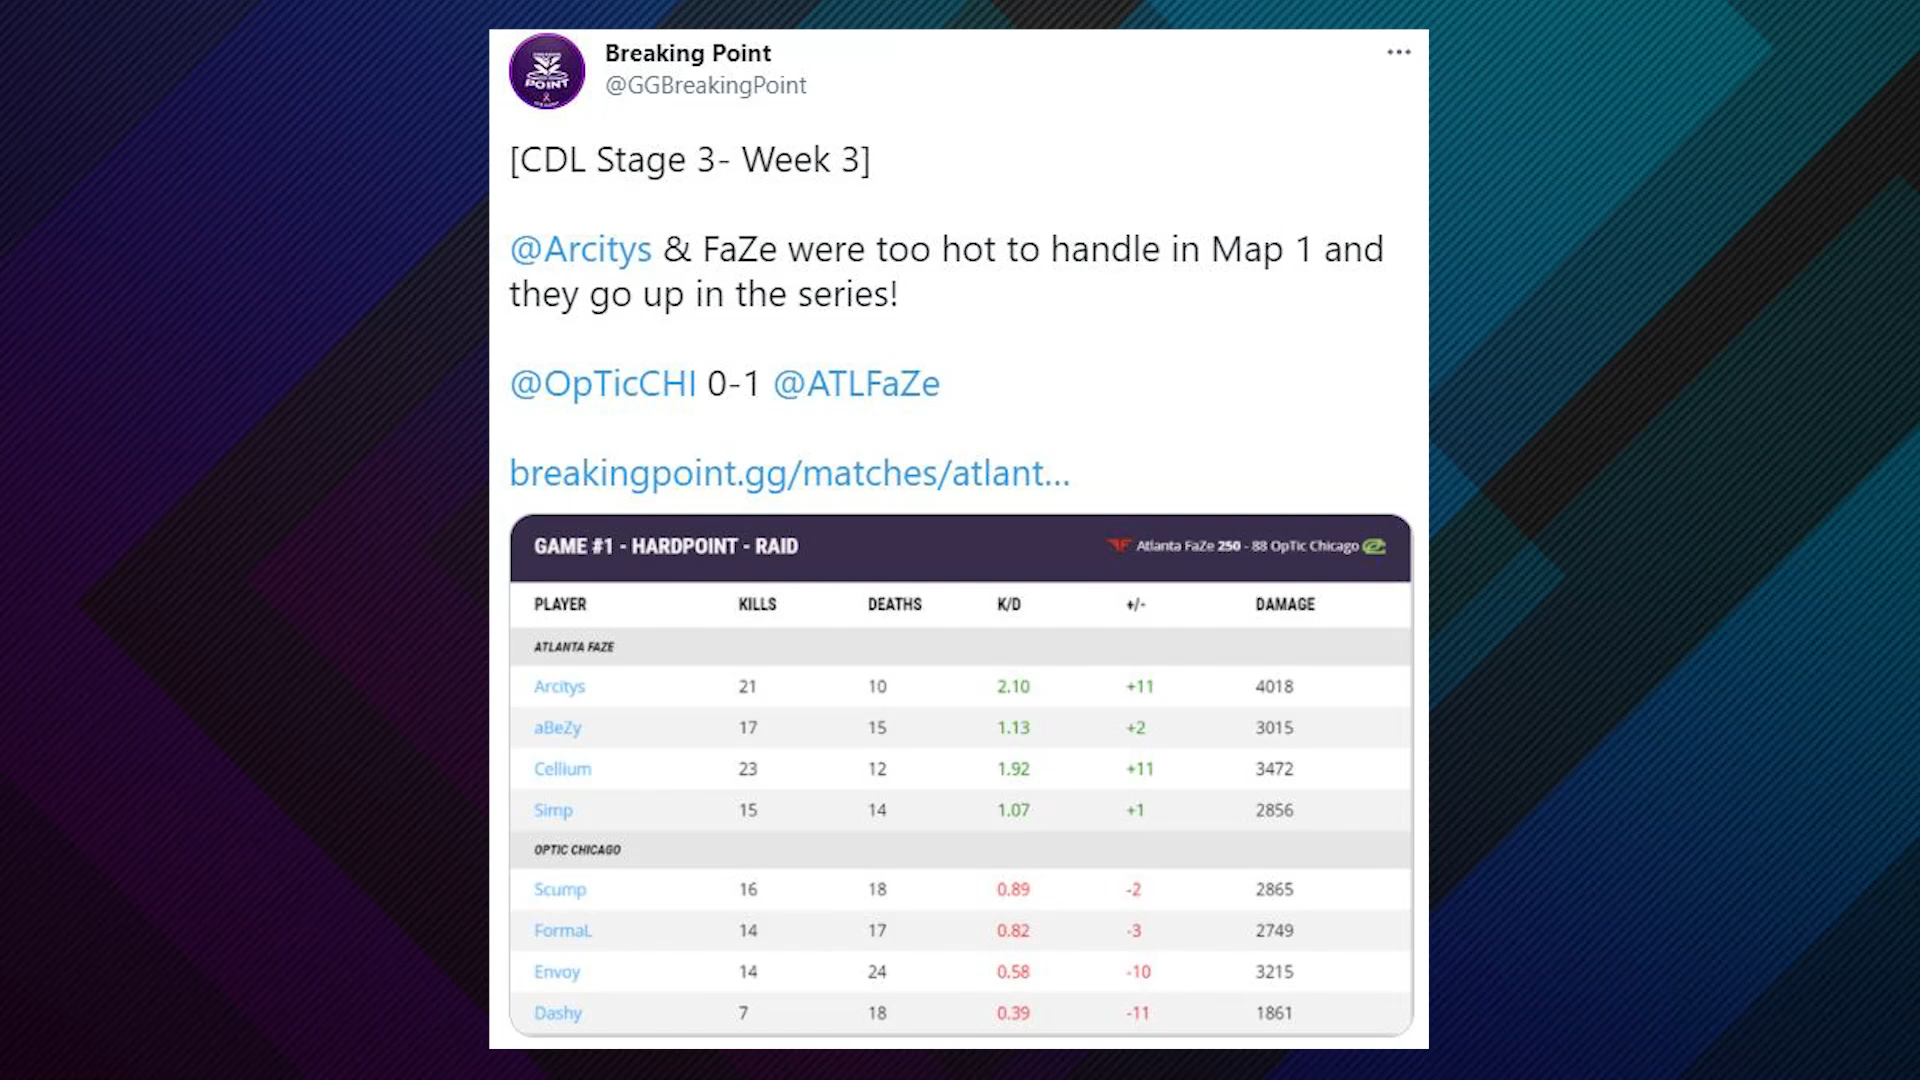 Breaking Point
@GGBreakingPoint
POINT
[CDL Stage 3- Week 3]
@Arcitys & FaZe were too hot to handle in Map 1 and
they go up in the series!
@OpTicCHI 0-1 @ATLFaZe
breakingpoint.gg/matches/atlant...
GAME #1 - HARDPOINT - RAID Atlanta FaZe 250 - 88 OpTic Chicago
PLAYER KILLS DEATHS K/D +/- DAMAGE
ATLANTA FAZE
Arcitys 21 10 2.10 +11 4018
aBeZy 17 15 1.13 +2 3015
Cellium 23 12 1.92 +11 3472
Simp 15 14 1.07 +1 2856
OPTIC CHICAGO
Scump 16 18 0.89 -2 2865
FormaL 14 17 0.82 -3 2749
Envoy 14 24 0.58 -10 3215
Dashy 7 18 0.39 -11 1861